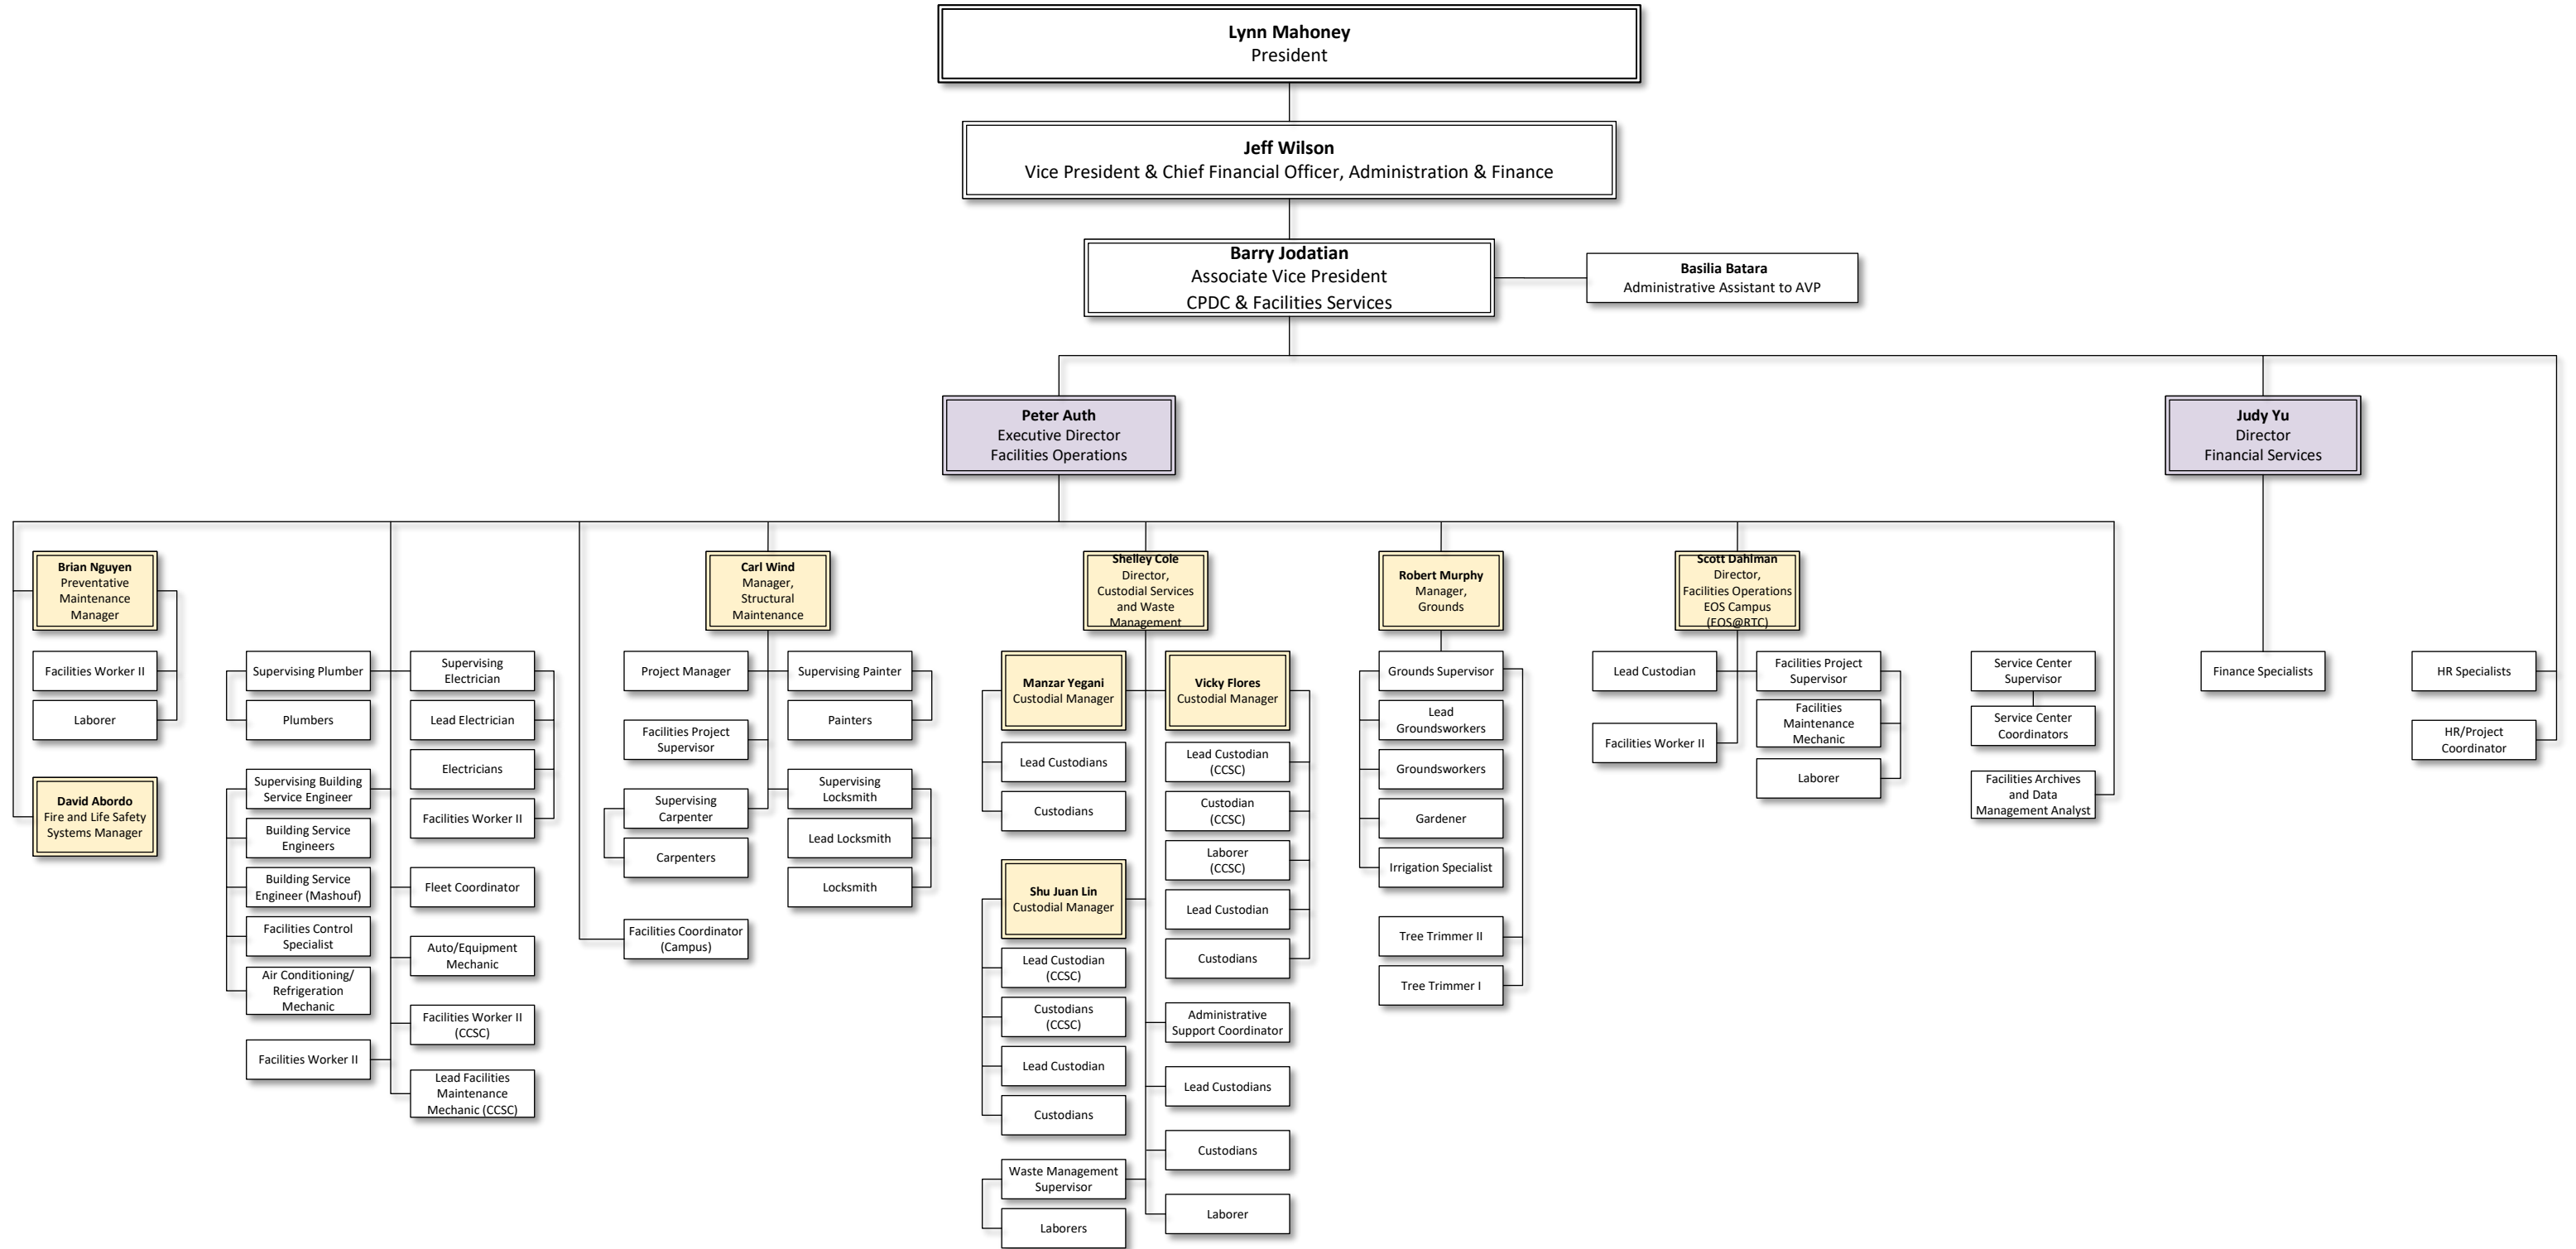 Lynn Mahoney
President
Jeff Wilson
Vice President & Chief Financial Officer, Administration & Finance
Barry Jodatian
Associate Vice President
CPDC & Facilities Services
Basilia Batara
Administrative Assistant to AVP
Peter Auth
Executive Director
Facilities Operations
Judy Yu
Director
Financial Services
Brian Nguyen
Preventative
Maintenance
Manager
Facilities Worker II
Laborer
David Abordo
Fire and Life Safety
Systems Manager
Supervising Plumber
Plumbers
Supervising Building
Service Engineer
Building Service
Engineers
Building Service
Engineer (Mashouf)
Facilities Control
Specialist
Air Conditioning/
Refrigeration
Mechanic
Facilities Worker II
Supervising
Electrician
Lead Electrician
Electricians
Facilities Worker II
Fleet Coordinator
Auto/Equipment
Mechanic
Facilities Worker II
(CCSC)
Lead Facilities
Maintenance
Mechanic (CCSC)
Carl Wind
Manager,
Structural
Maintenance
Project Manager
Facilities Project
Supervisor
Supervising
Carpenter
Carpenters
Facilities Coordinator
(Campus)
Supervising Painter
Painters
Supervising
Locksmith
Lead Locksmith
Locksmith
Shelley Cole
Director,
Custodial Services
and Waste
Management
Manzar Yegani
Custodial Manager
Lead Custodians
Custodians
Shu Juan Lin
Custodial Manager
Lead Custodian
(CCSC)
Custodians
(CCSC)
Lead Custodian
Custodians
Waste Management
Supervisor
Laborers
Vicky Flores
Custodial Manager
Lead Custodian
(CCSC)
Custodian
(CCSC)
Laborer
(CCSC)
Lead Custodian
Custodians
Administrative
Support Coordinator
Lead Custodians
Custodians
Laborer
Robert Murphy
Manager,
Grounds
Grounds Supervisor
Lead
Groundsworkers
Groundsworkers
Gardener
Irrigation Specialist
Tree Trimmer II
Tree Trimmer I
Scott Dahlman
Director,
Facilities Operations
EOS Campus
(EOS@RTC)
Lead Custodian
Facilities Worker II
Facilities Project
Supervisor
Facilities
Maintenance
Mechanic
Laborer
Service Center
Supervisor
Service Center
Coordinators
Facilities Archives
and Data
Management Analyst
Finance Specialists
HR Specialists
HR/Project
Coordinator